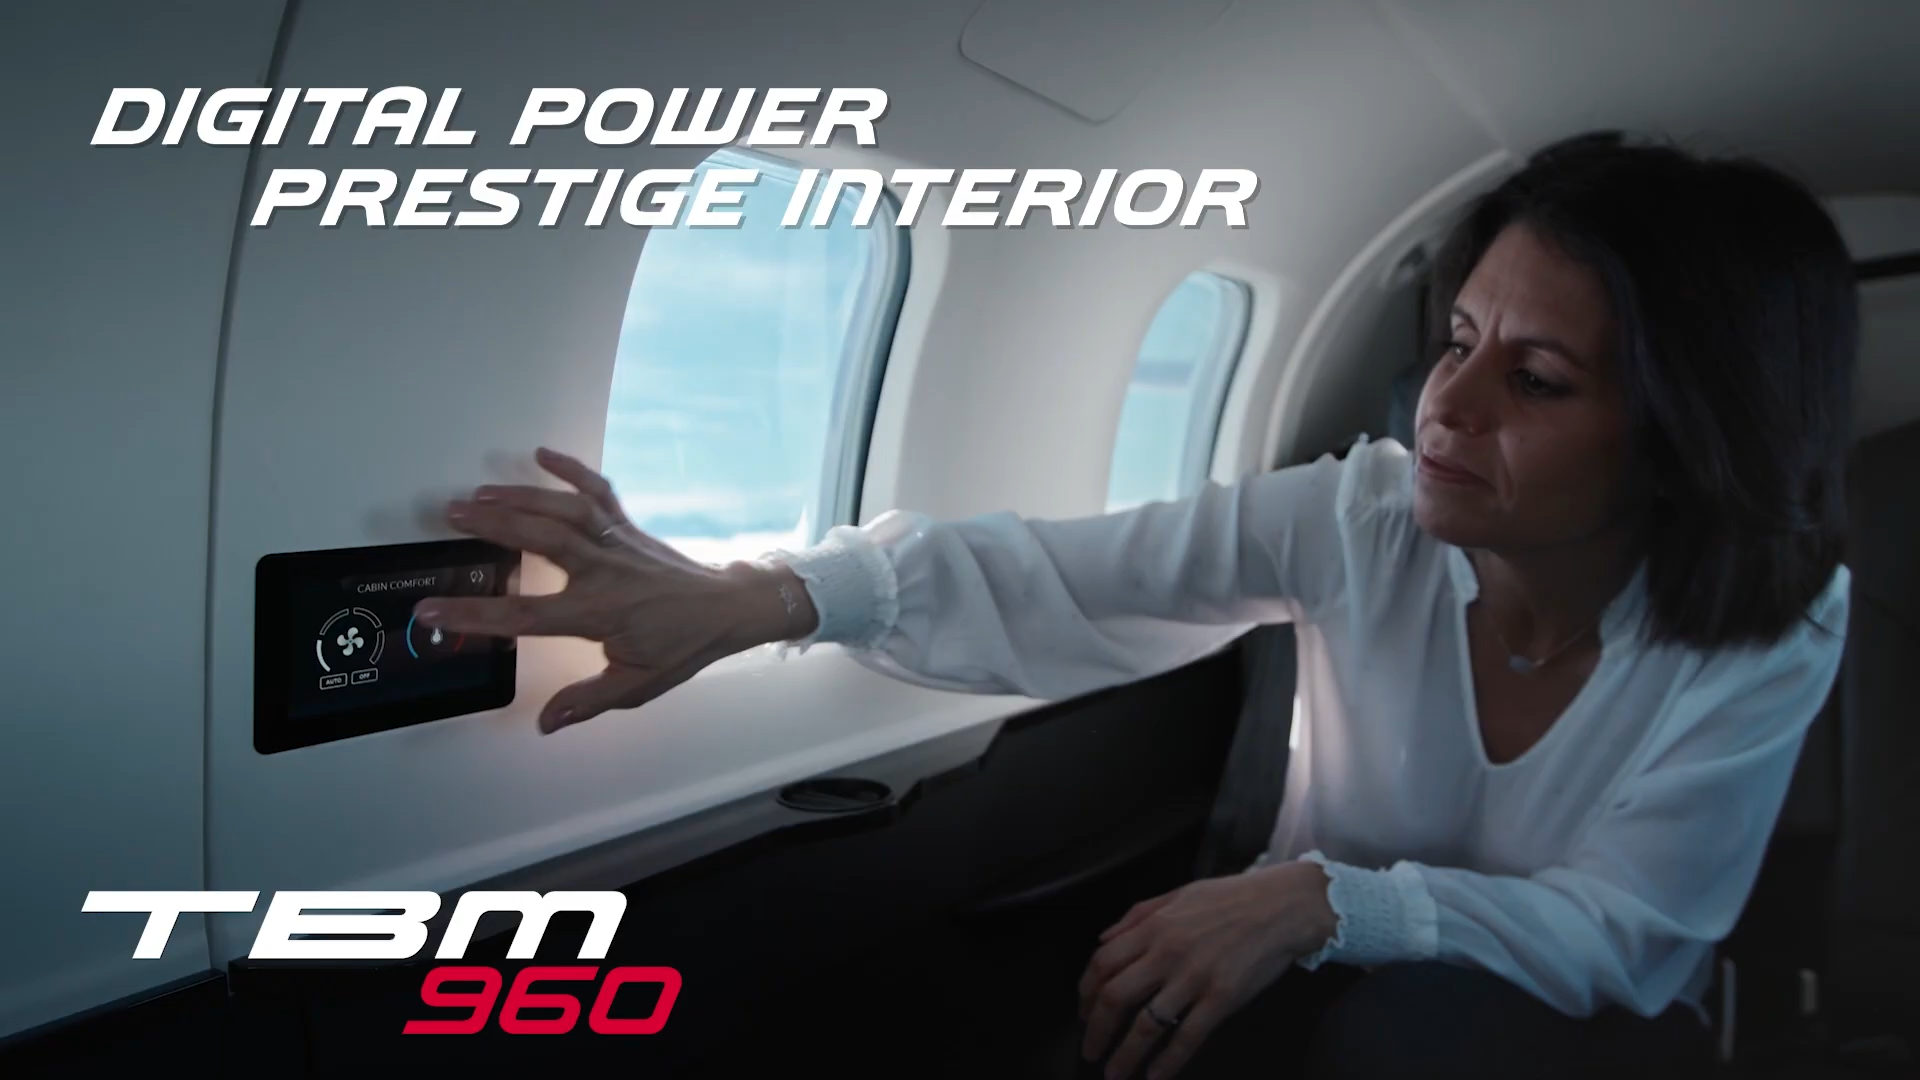 DIGITAL POWER
PRESTIGE INTERIOR
CABIN COMFORT
AUTO OFF
TBM
960